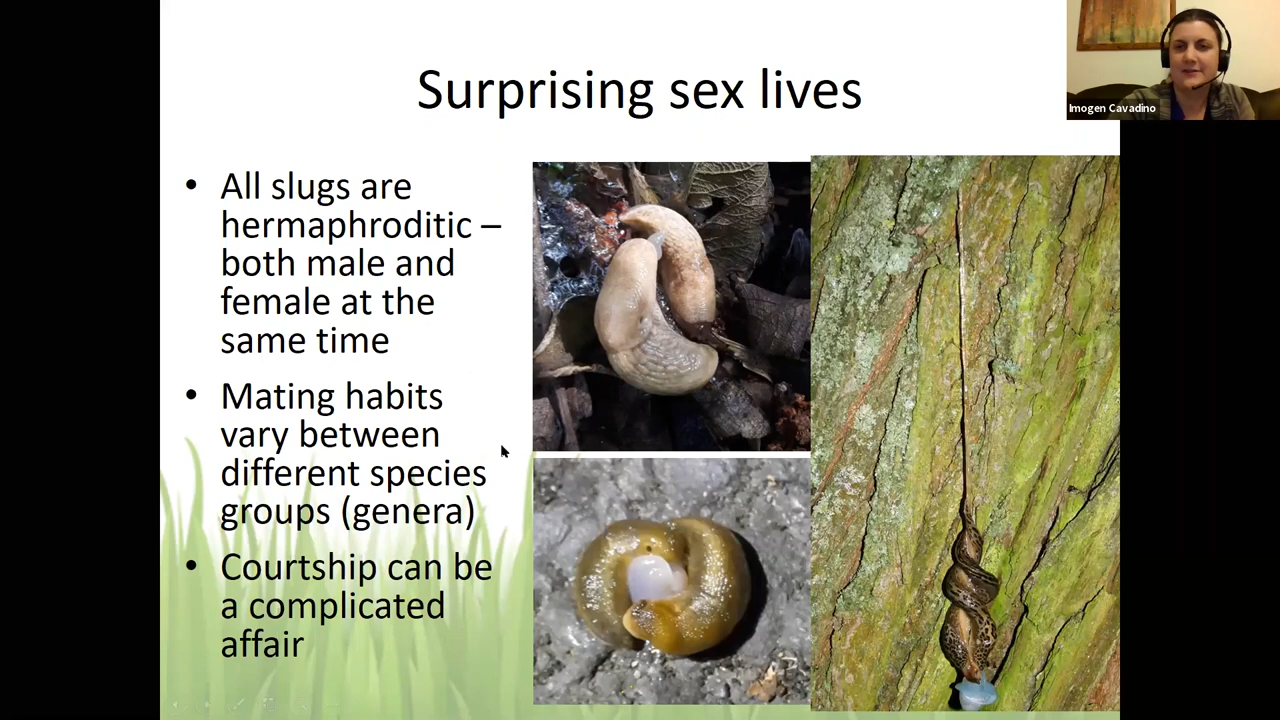 Surprising sex lives
Imogen Cavadino
• All slugs are
hermaphroditic –
both male and
female at the
same time
• Mating habits
vary between
different species
groups (genera)
• Courtship can be
a complicated
affair